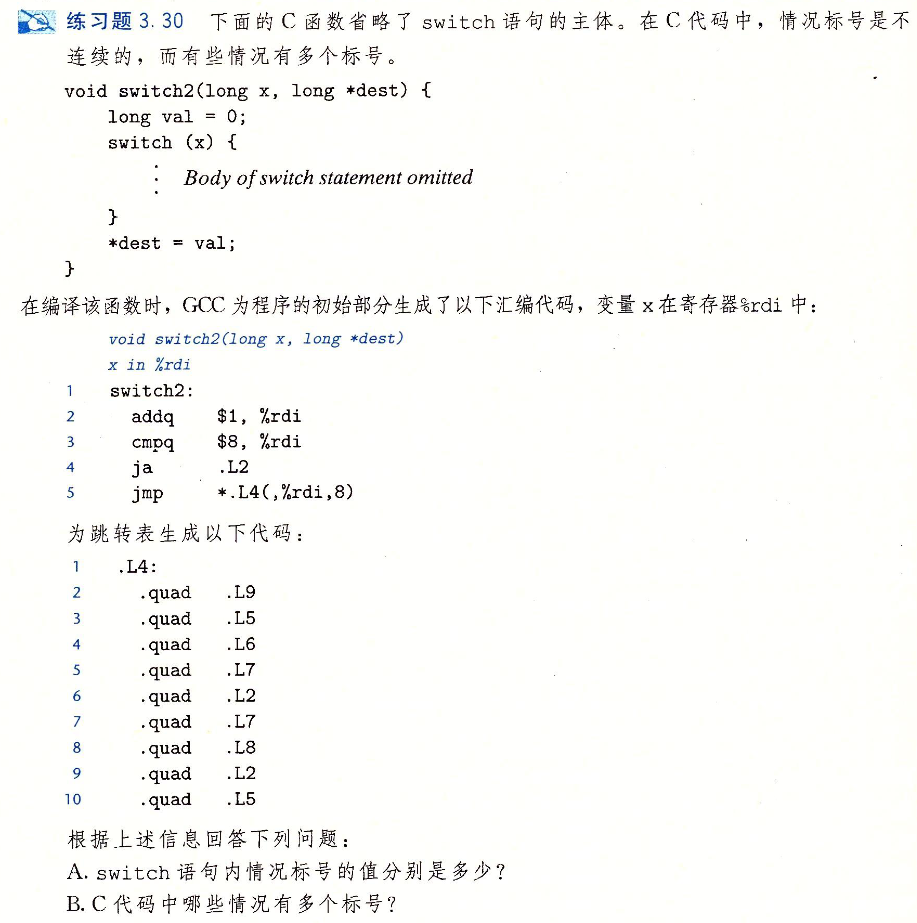 练习题 3.30 下面的 C 函数省略了 switch 语句的主体。在 C 代码中，情况标号是不
连续的，而有些情况有多个标号。
void switch2(long x, long *dest) {
long val = 0;
switch (x) {
⋮ Body of switch statement omitted
}
*dest = val;
}
在编译该函数时，GCC 为程序的初始部分生成了以下汇编代码，变量 x 在寄存器%rdi 中：
void switch2(long x, long *dest)
x in %rdi
1 switch2:
2 addq $1, %rdi
3 cmpq $8, %rdi
4 ja .L2
5 jmp *.L4(,%rdi,8)
为跳转表生成以下代码：
1 .L4:
2 .quad .L9
3 .quad .L5
4 .quad .L6
5 .quad .L7
6 .quad .L2
7 .quad .L7
8 .quad .L8
9 .quad .L2
10 .quad .L5
根据上述信息回答下列问题：
A. switch 语句内情况标号的值分别是多少？
B. C 代码中哪些情况有多个标号？